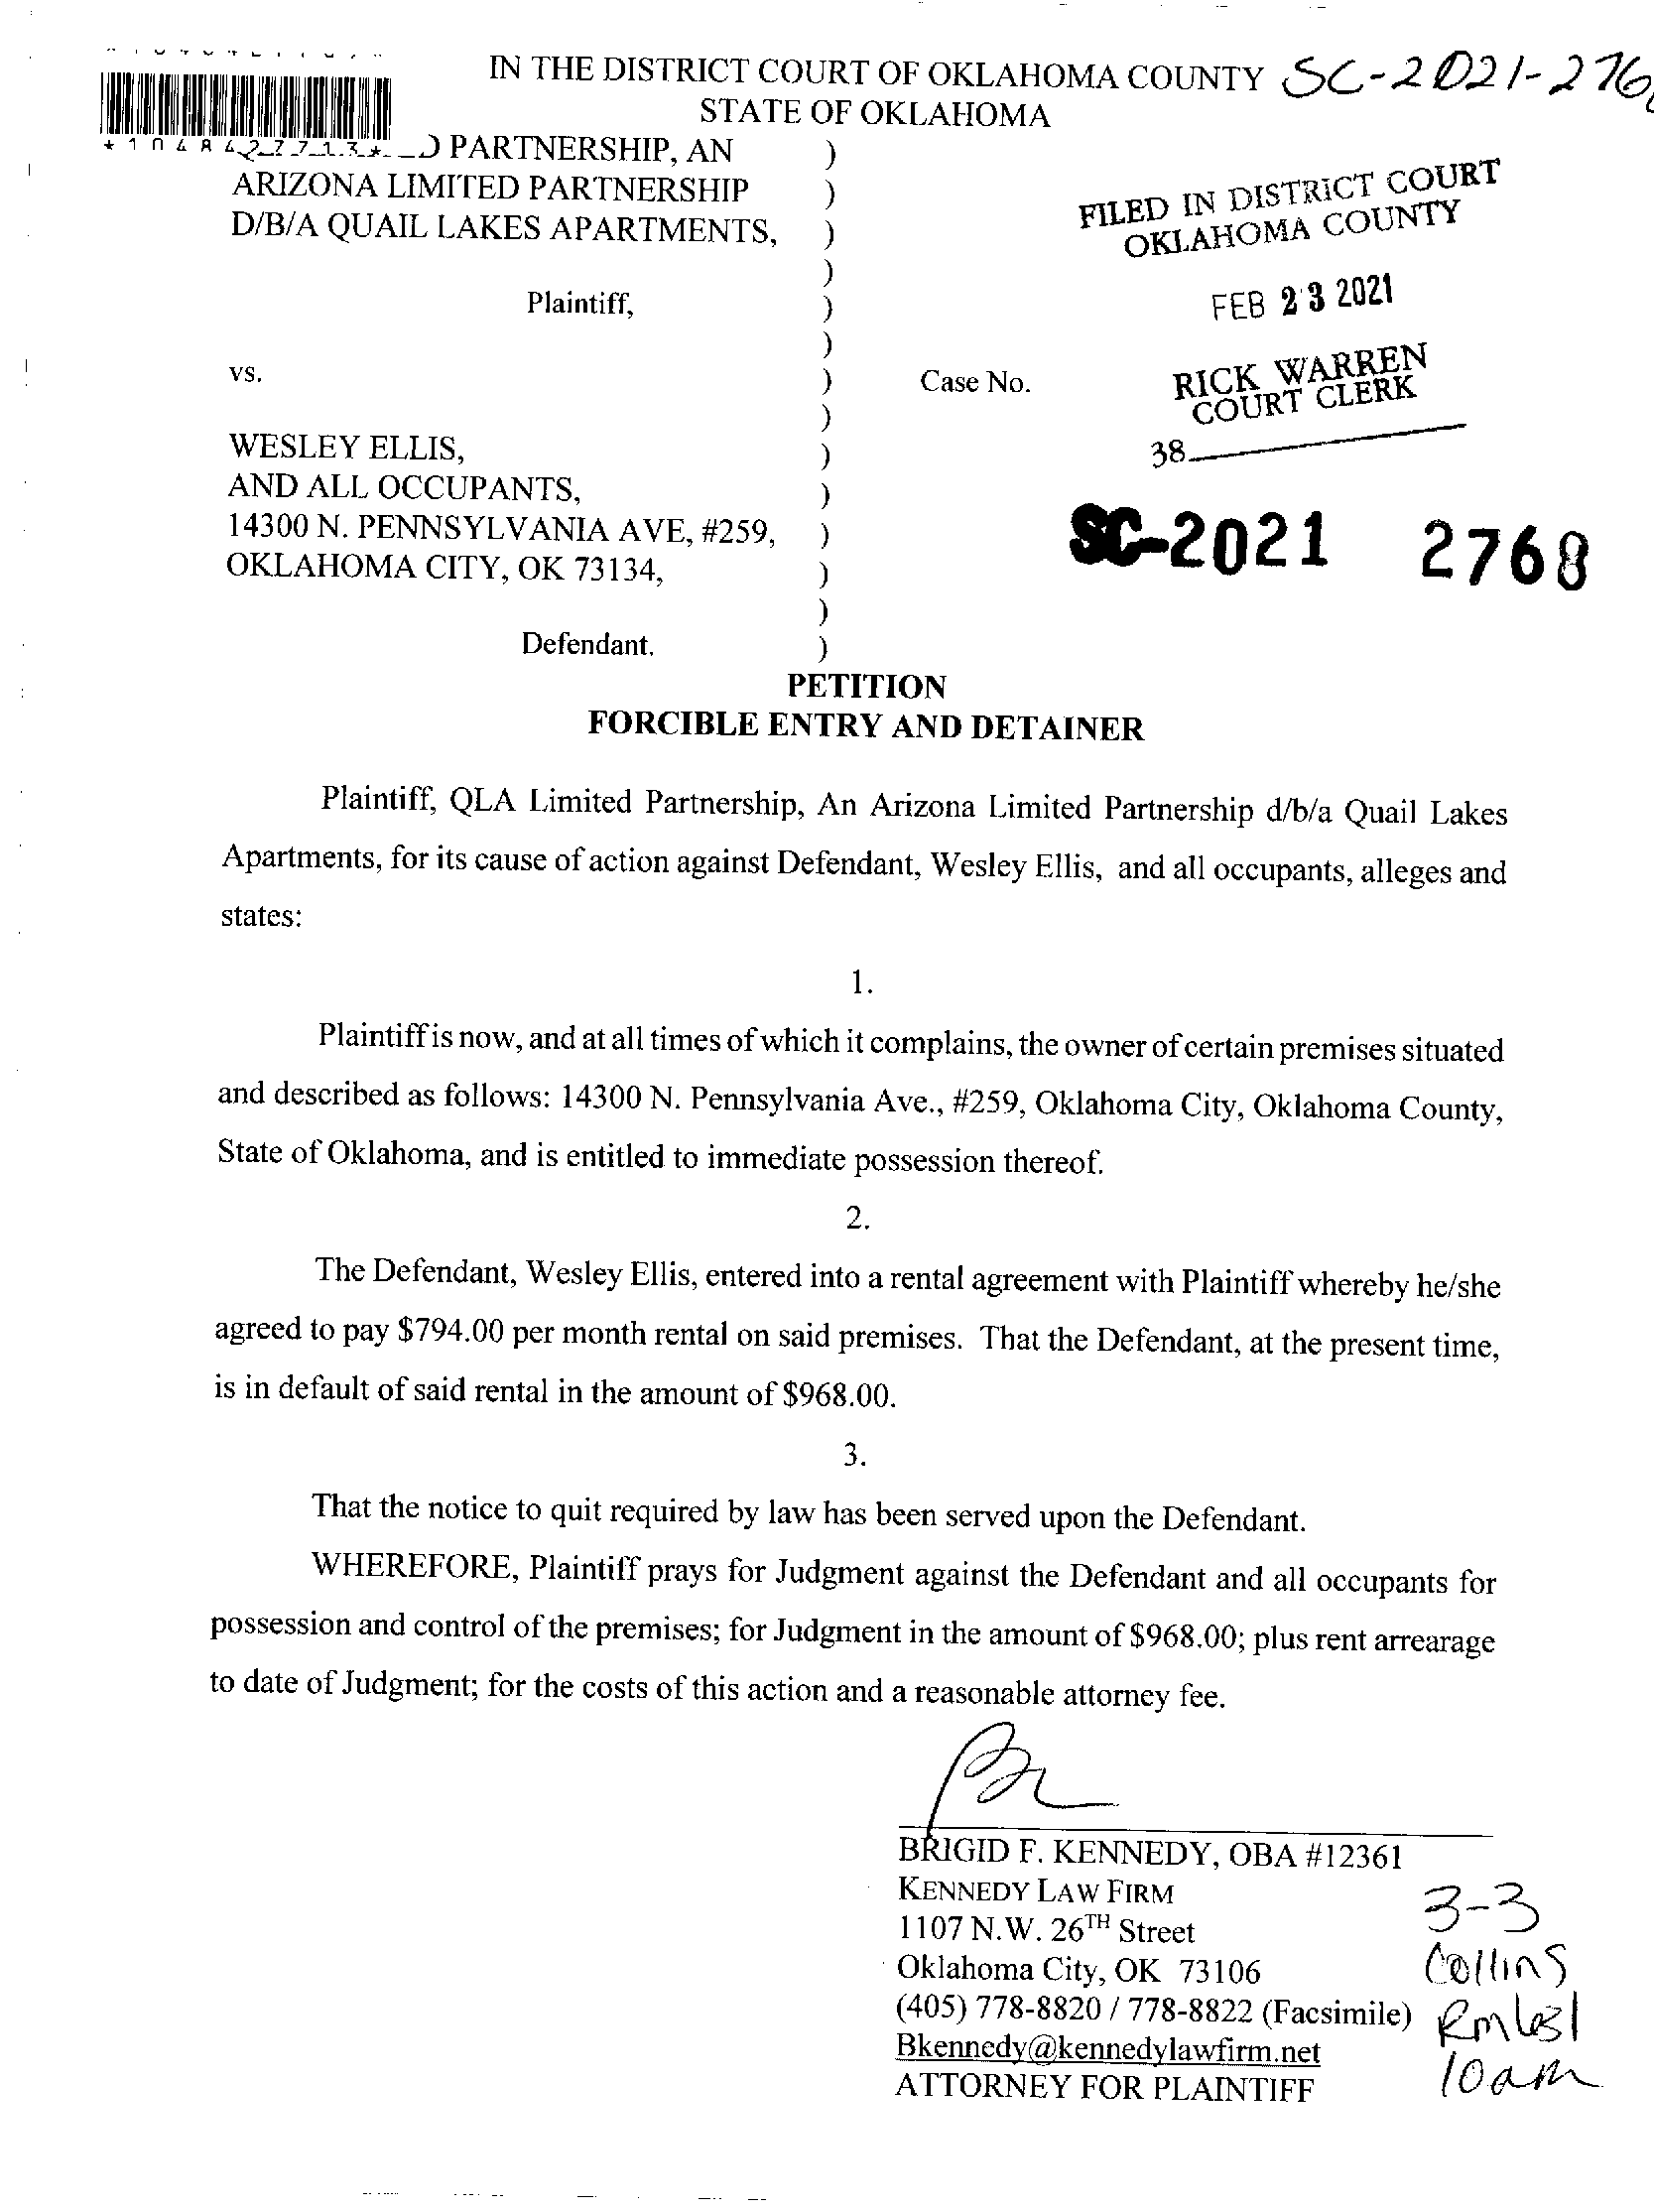 IN THE DISTRICT COURT OF OKLAHOMA COUNTY SC-2021-276
STATE OF OKLAHOMA
PARTNERSHIP, AN )
ARIZONA LIMITED PARTNERSHIP )
D/B/A QUAIL LAKES APARTMENTS, )
)
Plaintiff, )
)
vs. ) Case No.
)
WESLEY ELLIS, )
AND ALL OCCUPANTS, )
14300 N. PENNSYLVANIA AVE, #259, )
OKLAHOMA CITY, OK 73134, )
)
Defendant. )
FILED IN DISTRICT COURT
OKLAHOMA COUNTY
FEB 23 2021
RICK WARREN
COURT CLERK
38
SC-2021 2768
PETITION
FORCIBLE ENTRY AND DETAINER
Plaintiff, QLA Limited Partnership, An Arizona Limited Partnership d/b/a Quail Lakes
Apartments, for its cause of action against Defendant, Wesley Ellis, and all occupants, alleges and
states:
1.
Plaintiff is now, and at all times of which it complains, the owner of certain premises situated
and described as follows: 14300 N. Pennsylvania Ave., #259, Oklahoma City, Oklahoma County,
State of Oklahoma, and is entitled to immediate possession thereof.
2.
The Defendant, Wesley Ellis, entered into a rental agreement with Plaintiff whereby he/she
agreed to pay $794.00 per month rental on said premises. That the Defendant, at the present time,
is in default of said rental in the amount of $968.00.
3.
That the notice to quit required by law has been served upon the Defendant.
WHEREFORE, Plaintiff prays for Judgment against the Defendant and all occupants for
possession and control of the premises; for Judgment in the amount of $968.00; plus rent arrearage
to date of Judgment; for the costs of this action and a reasonable attorney fee.
BRIGID F. KENNEDY, OBA #12361
KENNEDY LAW FIRM
1107 N.W. 26TH Street
Oklahoma City, OK 73106
(405) 778-8820 / 778-8822 (Facsimile)
Bkennedy@kennedylawfirm.net
ATTORNEY FOR PLAINTIFF
3-3
Collins
10am